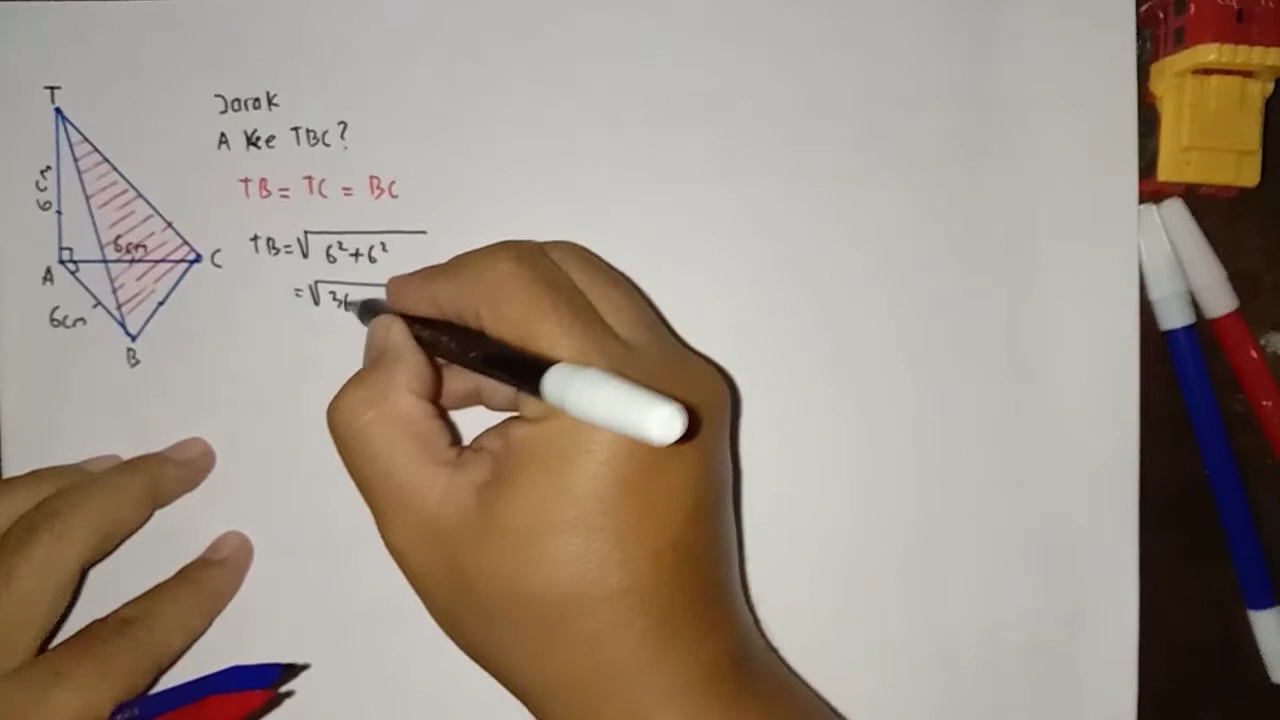 T
Jarak
A ke TBC?
6cm
TB = TC = BC
TB = √6²+6²
6cm
C
A
= √36
6cm
B